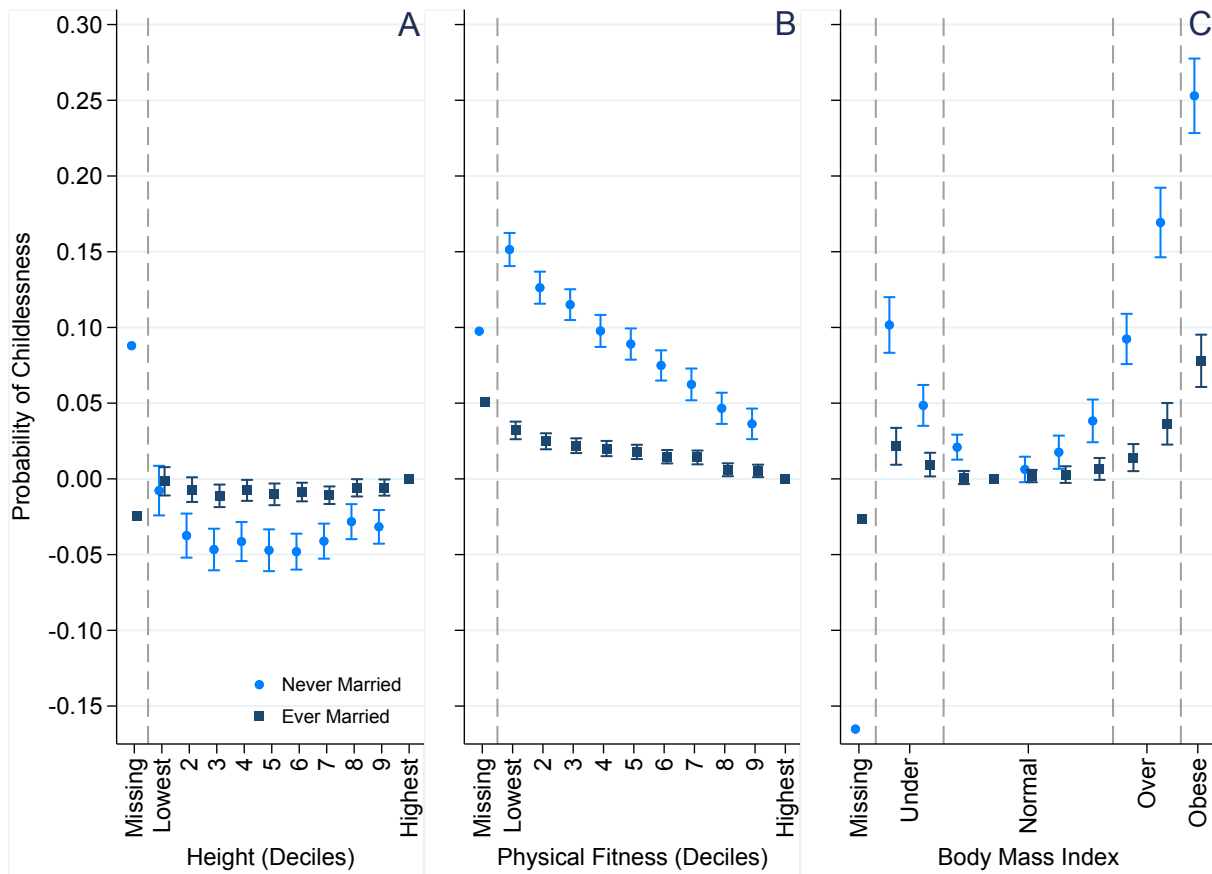 A
B
C
Probability of Childlessness
0.30
0.25
0.20
0.15
0.10
0.05
0.00
-0.05
-0.10
-0.15
Never Married
Ever Married
Missing
Lowest
2
3
4
5
6
7
8
9
Highest
Height (Deciles)
Missing
Lowest
2
3
4
5
6
7
8
9
Highest
Physical Fitness (Deciles)
Missing
Under
Normal
Over
Obese
Body Mass Index